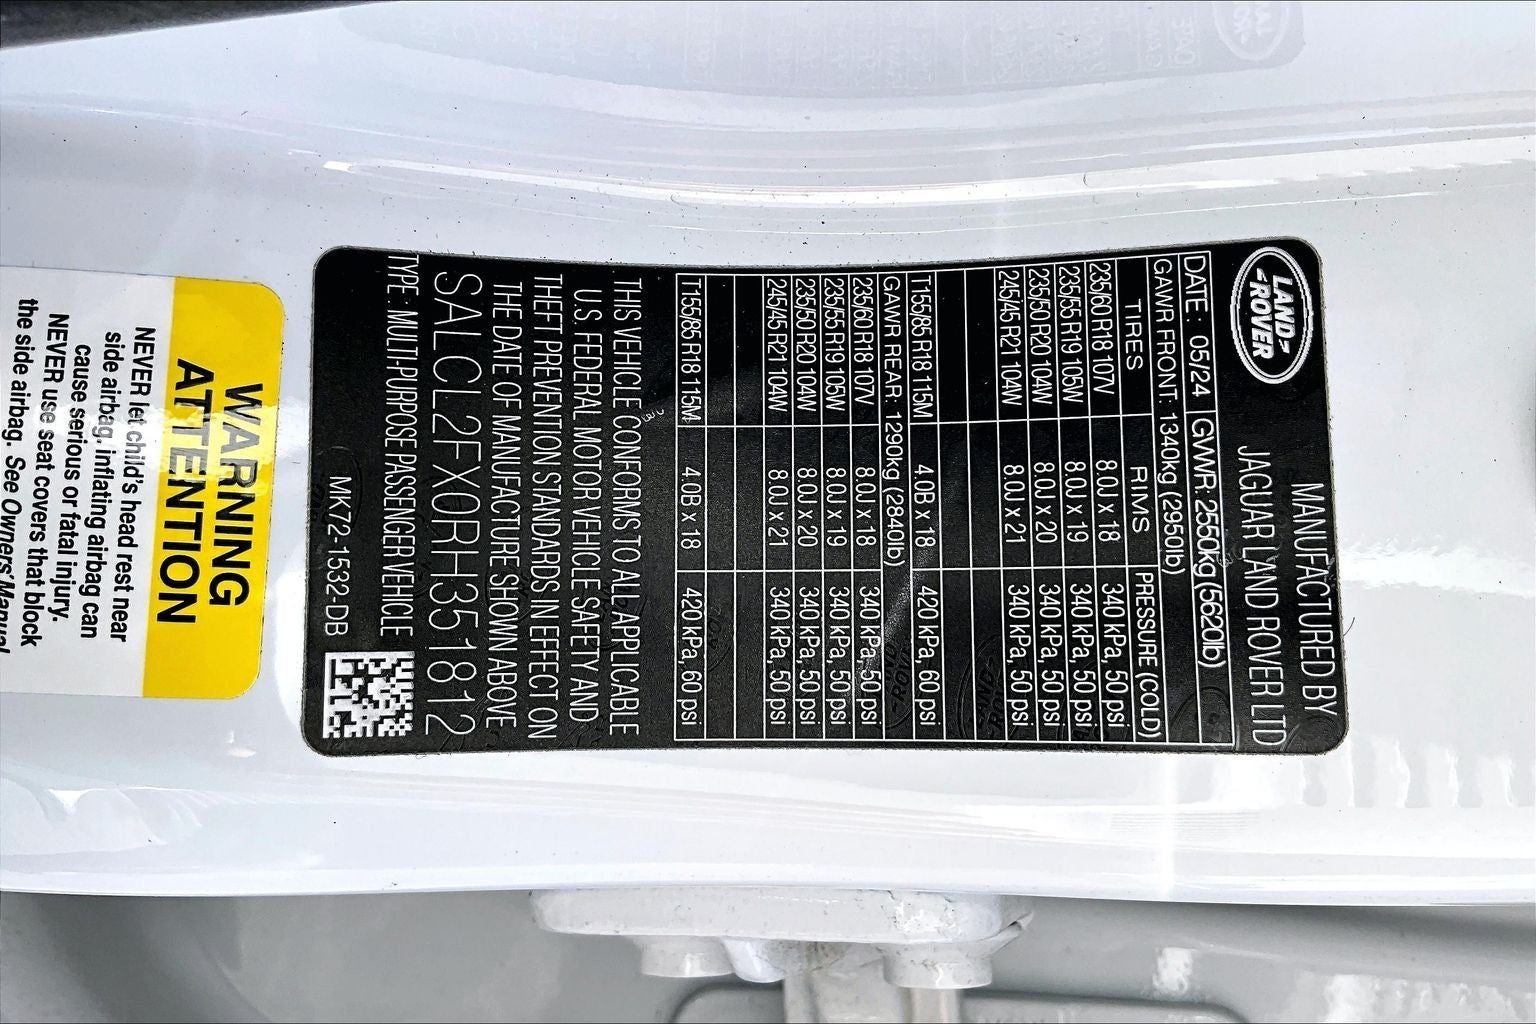 LAND-
-ROVER
MANUFACTURED BY
JAGUAR LAND ROVER LTD
DATE: 05/24 GVWR: 2550kg (5620lb)
GAWR FRONT: 1340kg (2950lb)
TIRES RIMS PRESSURE (COLD)
235/60 R18 107V 8.0J x 18 340 kPa, 50 psi
235/55 R19 105W 8.0J x 19 340 kPa, 50 psi
235/50 R20 104W 8.0J x 20 340 kPa, 50 psi
245/45 R21 104W 8.0J x 21 340 kPa, 50 psi
T155/85 R18 115M 4.0B x 18 420 kPa, 60 psi
GAWR REAR: 1290kg (2840lb)
235/60 R18 107V 8.0J x 18 340 kPa, 50 psi
235/55 R19 105W 8.0J x 19 340 kPa, 50 psi
235/50 R20 104W 8.0J x 20 340 kPa, 50 psi
245/45 R21 104W 8.0J x 21 340 kPa, 50 psi
T155/85 R18 115M 4.0B x 18 420 kPa, 60 psi
THIS VEHICLE CONFORMS TO ALL APPLICABLE
U.S. FEDERAL MOTOR VEHICLE SAFETY AND
THEFT PREVENTION STANDARDS IN EFFECT ON
THE DATE OF MANUFACTURE SHOWN ABOVE
SALCL2FX0RH351812
TYPE: MULTI-PURPOSE PASSENGER VEHICLE
MK72-1532-DB
WARNING
ATTENTION
NEVER let child's head rest near
side airbag, inflating airbag can
cause serious or fatal injury.
NEVER use seat covers that block
the side airbag. See Owners Manual